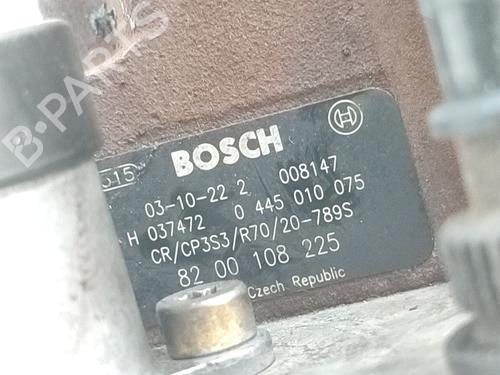 B-PARTS
BOSCH
315
03-10-22 2 008147
H 037472 0 445 010 075
CR/CP3S3/R70/20-789S
82 00 108 225
Czech Republic